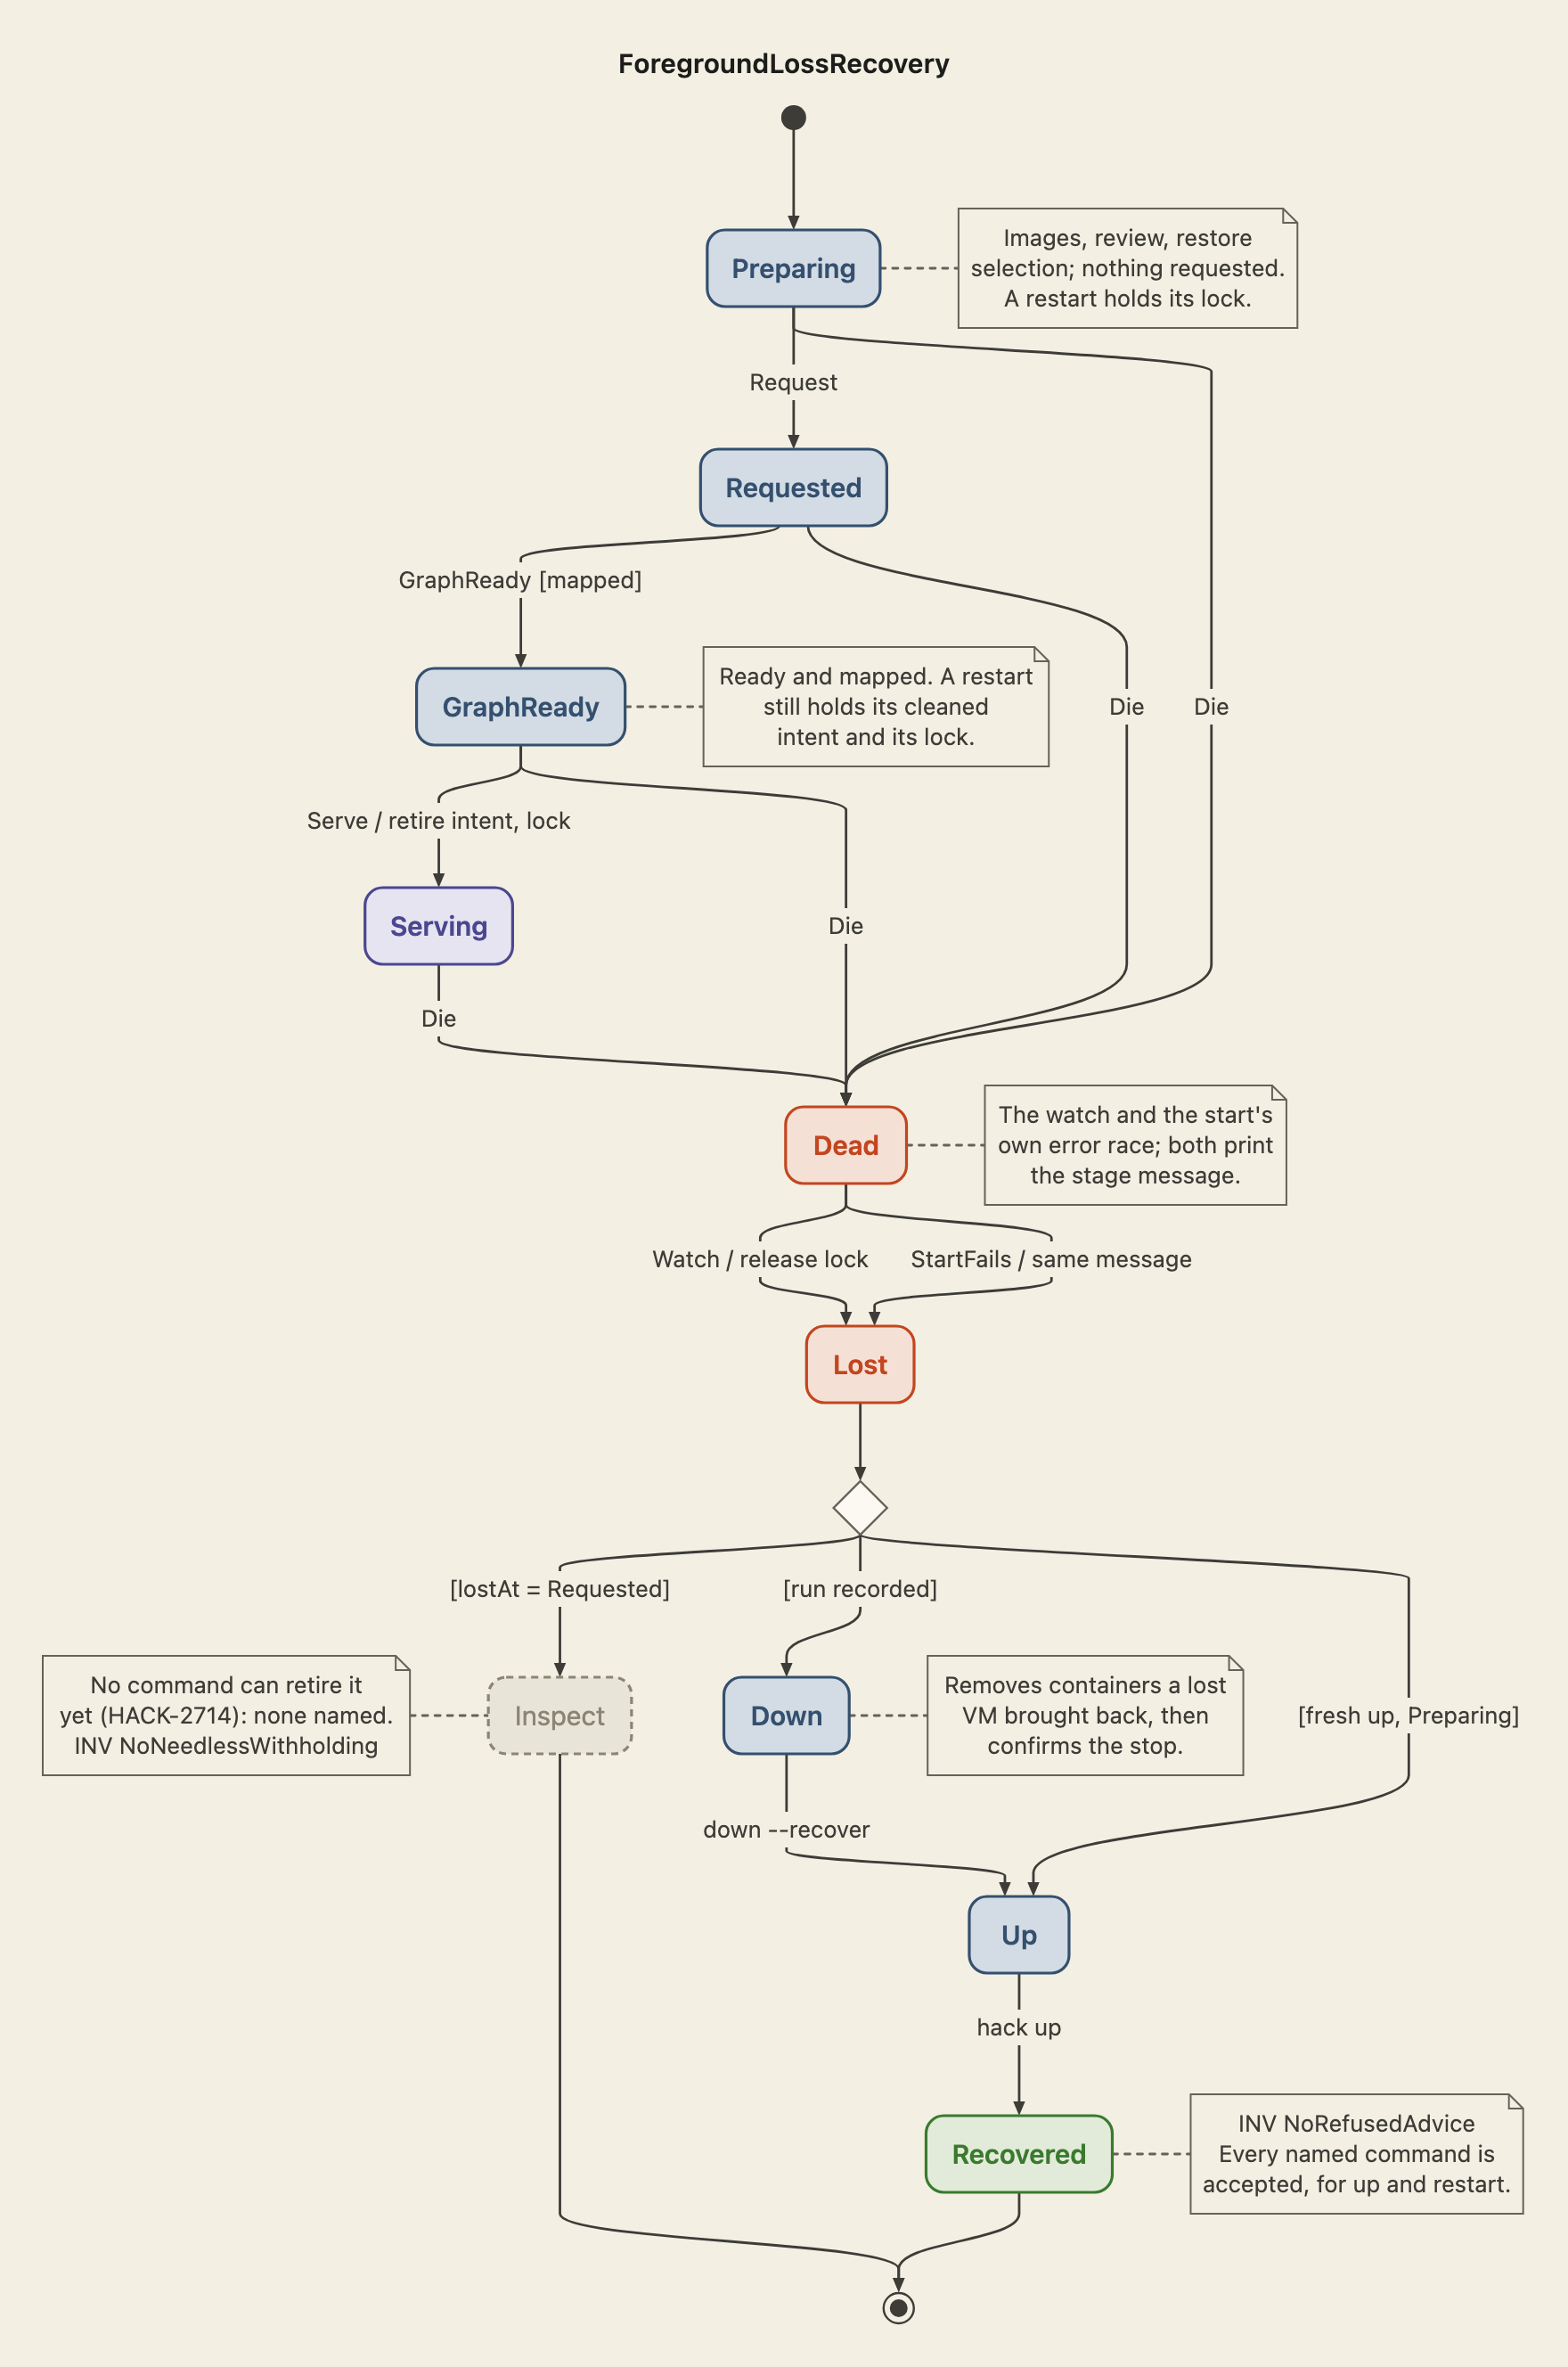 ForegroundLossRecovery
Preparing
Images, review, restore
selection; nothing requested.
A restart holds its lock.
Request
Requested
GraphReady [mapped]
GraphReady
Ready and mapped. A restart
still holds its cleaned
intent and its lock.
Die
Die
Serve / retire intent, lock
Serving
Die
Die
Dead
The watch and the start's
own error race; both print
the stage message.
Watch / release lock
StartFails / same message
Lost
[lostAt = Requested]
[run recorded]
[fresh up, Preparing]
No command can retire it
yet (HACK-2714): none named.
INV NoNeedlessWithholding
Inspect
Down
Removes containers a lost
VM brought back, then
confirms the stop.
down --recover
Up
hack up
Recovered
INV NoRefusedAdvice
Every named command is
accepted, for up and restart.